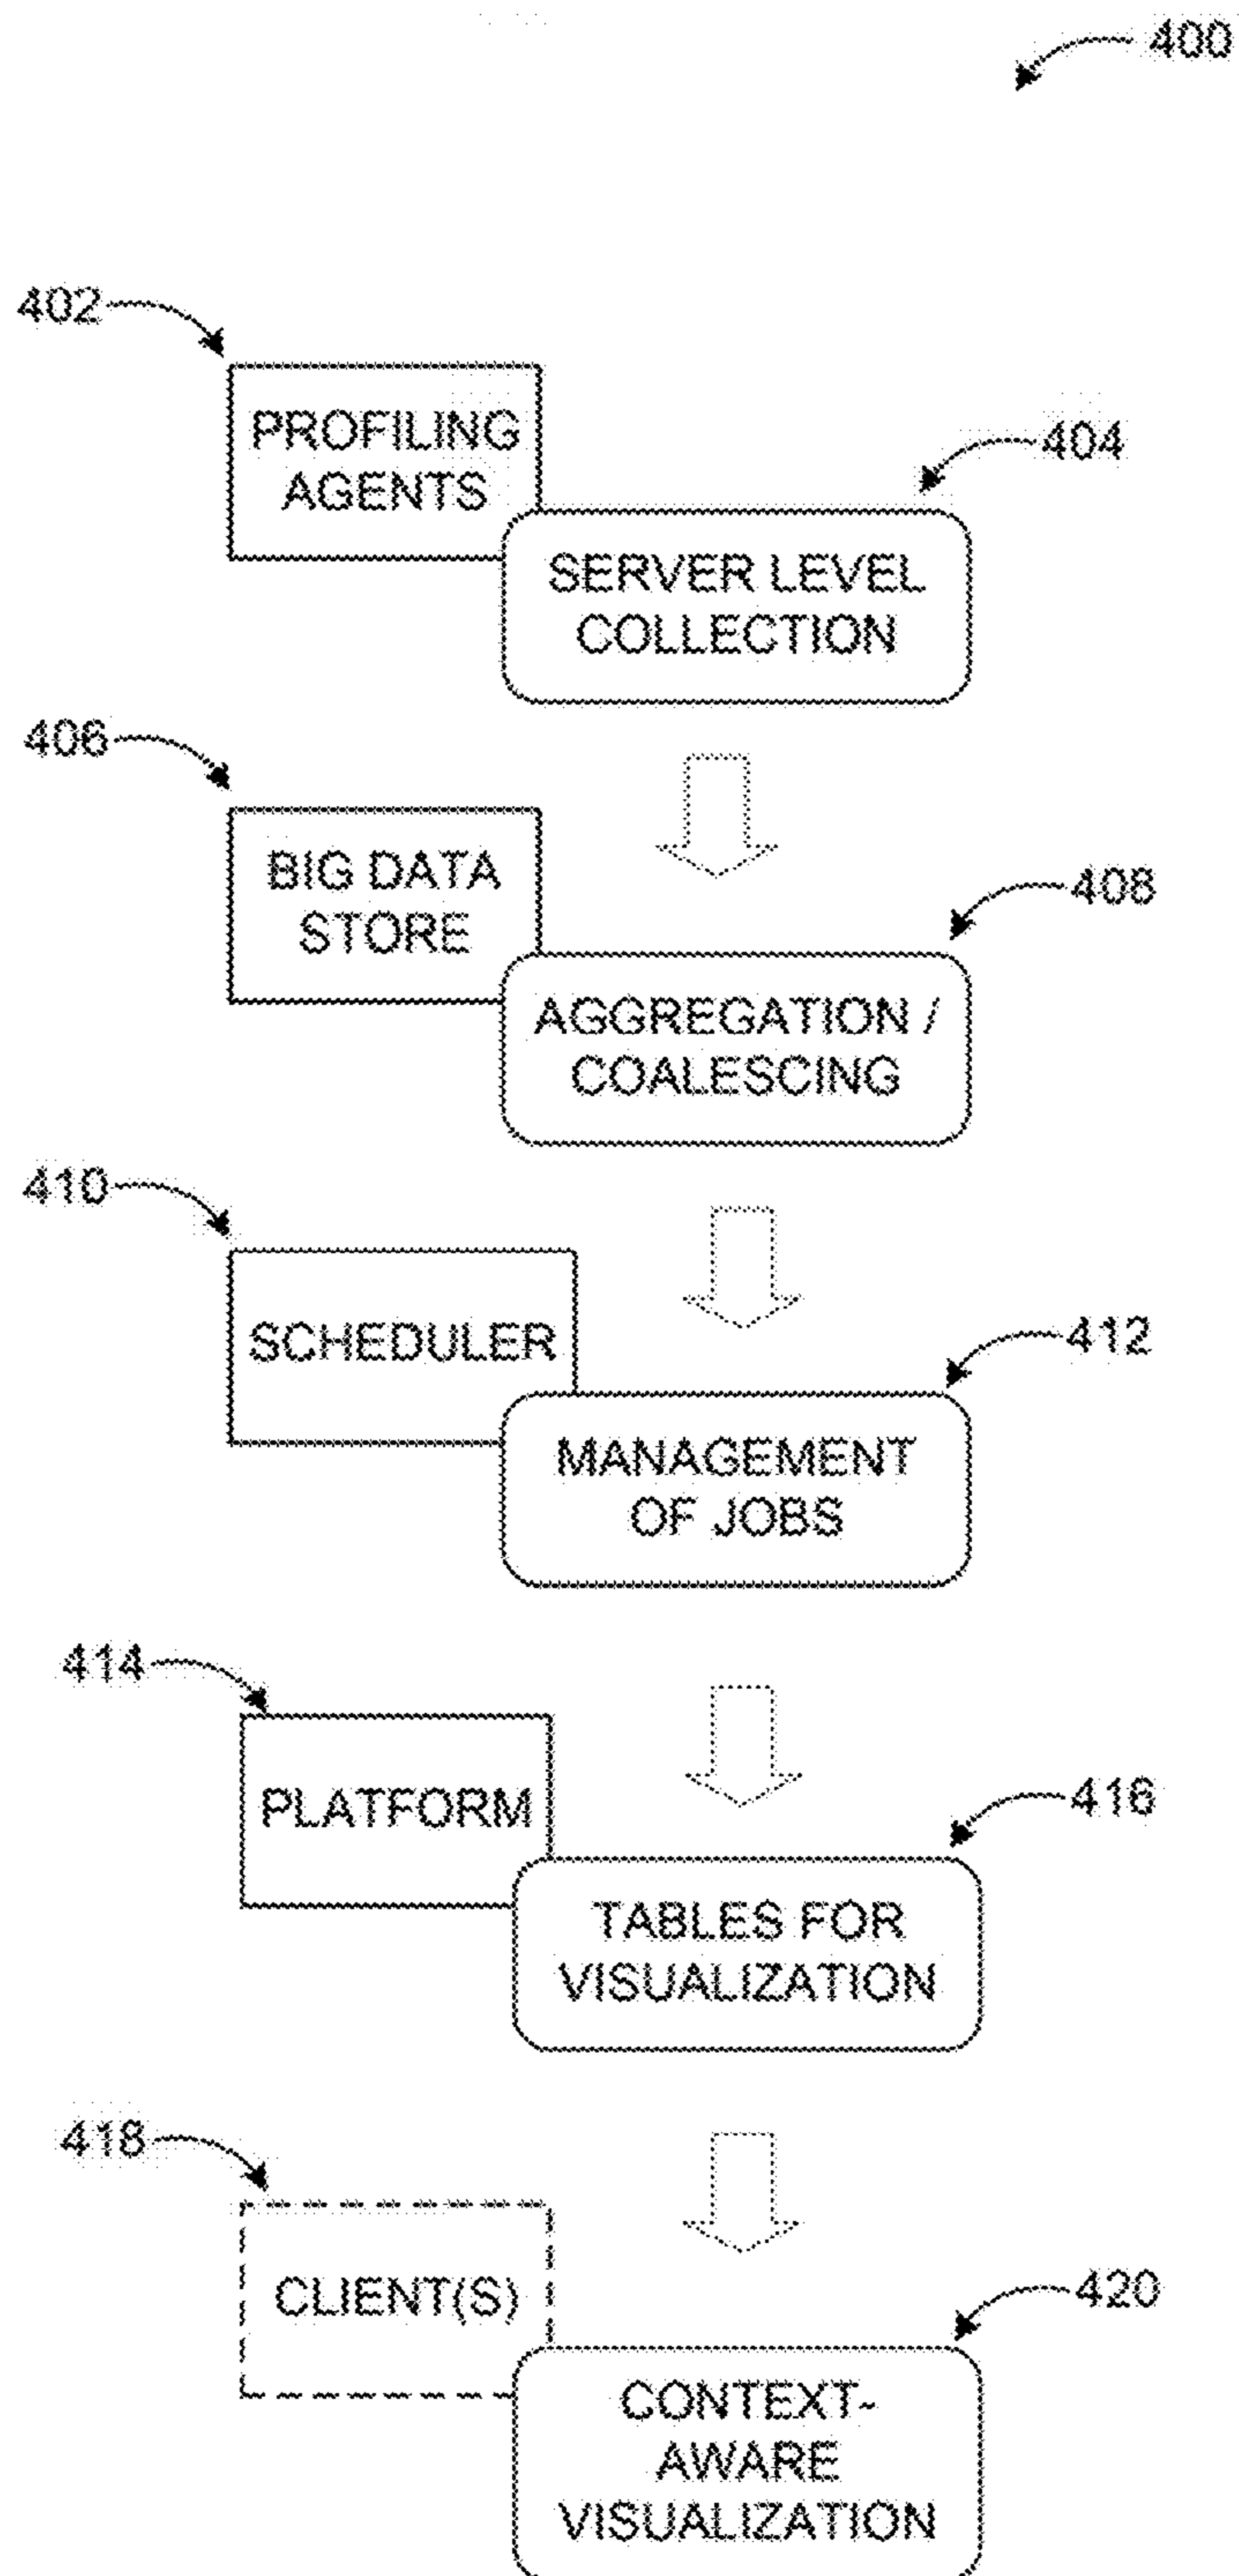 400
402
PROFILING
AGENTS
404
SERVER LEVEL
COLLECTION
406
BIG DATA
STORE
408
AGGREGATION /
COALESCING
410
SCHEDULER
412
MANAGEMENT
OF JOBS
414
PLATFORM
416
TABLES FOR
VISUALIZATION
418
CLIENT(S)
420
CONTEXT-
AWARE
VISUALIZATION